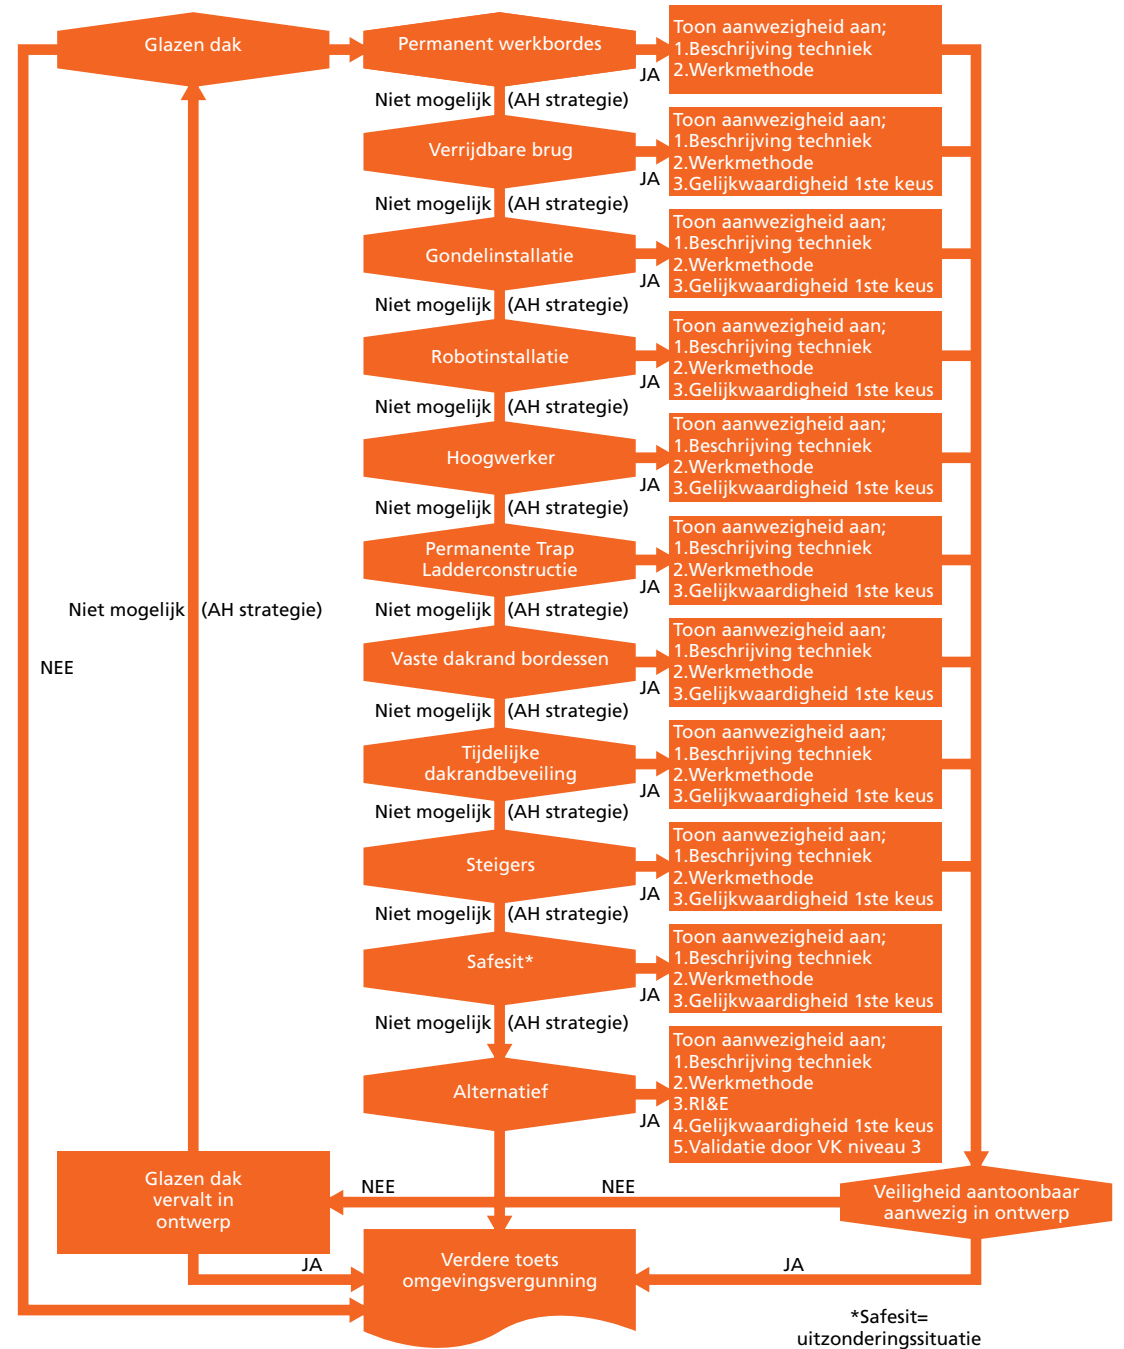 Glazen dak
Permanent werkbordes
JA
Toon aanwezigheid aan;
1.Beschrijving techniek
2.Werkmethode
Niet mogelijk (AH strategie)
Verrijdbare brug
JA
Toon aanwezigheid aan;
1.Beschrijving techniek
2.Werkmethode
3.Gelijkwaardigheid 1ste keus
Niet mogelijk (AH strategie)
Gondelinstallatie
JA
Toon aanwezigheid aan;
1.Beschrijving techniek
2.Werkmethode
3.Gelijkwaardigheid 1ste keus
Niet mogelijk (AH strategie)
Robotinstallatie
JA
Toon aanwezigheid aan;
1.Beschrijving techniek
2.Werkmethode
3.Gelijkwaardigheid 1ste keus
Niet mogelijk (AH strategie)
Hoogwerker
JA
Toon aanwezigheid aan;
1.Beschrijving techniek
2.Werkmethode
3.Gelijkwaardigheid 1ste keus
Niet mogelijk (AH strategie)
Permanente Trap
Ladderconstructie
JA
Toon aanwezigheid aan;
1.Beschrijving techniek
2.Werkmethode
3.Gelijkwaardigheid 1ste keus
Niet mogelijk (AH strategie)
Niet mogelijk (AH strategie)
NEE
Vaste dakrand bordessen
JA
Toon aanwezigheid aan;
1.Beschrijving techniek
2.Werkmethode
3.Gelijkwaardigheid 1ste keus
Niet mogelijk (AH strategie)
Tijdelijke
dakrandbeveiling
JA
Toon aanwezigheid aan;
1.Beschrijving techniek
2.Werkmethode
3.Gelijkwaardigheid 1ste keus
Niet mogelijk (AH strategie)
Steigers
JA
Toon aanwezigheid aan;
1.Beschrijving techniek
2.Werkmethode
3.Gelijkwaardigheid 1ste keus
Niet mogelijk (AH strategie)
Safesit*
JA
Toon aanwezigheid aan;
1.Beschrijving techniek
2.Werkmethode
3.Gelijkwaardigheid 1ste keus
Niet mogelijk (AH strategie)
Alternatief
JA
Toon aanwezigheid aan;
1.Beschrijving techniek
2.Werkmethode
3.RI&E
4.Gelijkwaardigheid 1ste keus
5.Validatie door VK niveau 3
Glazen dak
vervalt in
ontwerp
NEE
NEE
Veiligheid aantoonbaar
aanwezig in ontwerp
JA
Verdere toets
omgevingsvergunning
JA
*Safesit=
uitzonderingssituatie